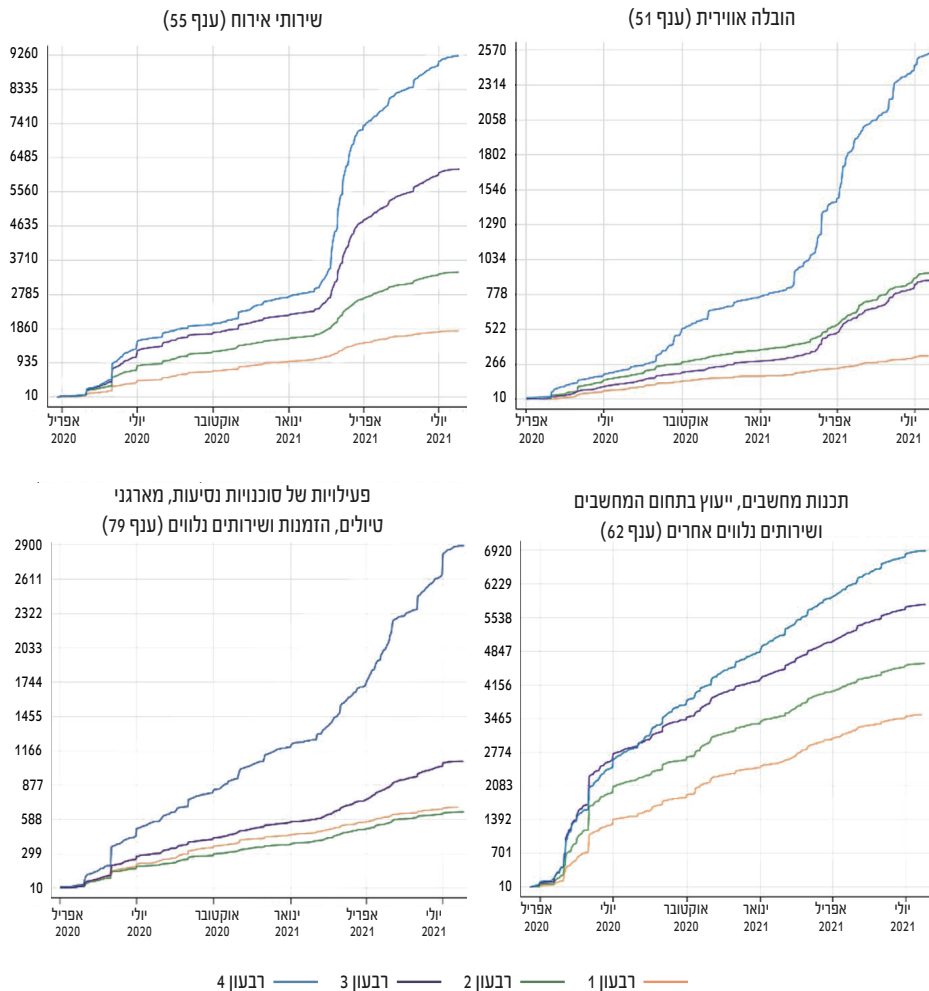 שירותי אירוח (ענף 55)
9260
8335
7410
6485
5560
4635
3710
2785
1860
935
10
אפריל 2020
יולי 2020
אוקטובר 2020
ינואר 2021
אפריל 2021
יולי 2021
הובלה אווירית (ענף 51)
2570
2314
2058
1802
1546
1290
1034
778
522
266
10
אפריל 2020
יולי 2020
אוקטובר 2020
ינואר 2021
אפריל 2021
יולי 2021
פעילויות של סוכנויות נסיעות, מארגני
טיולים, הזמנות ושירותים נלווים (ענף 79)
2900
2611
2322
2033
1744
1455
1166
877
588
299
10
אפריל 2020
יולי 2020
אוקטובר 2020
ינואר 2021
אפריל 2021
יולי 2021
תכנות מחשבים, ייעוץ בתחום המחשבים
ושירותים נלווים אחרים (ענף 62)
6920
6229
5538
4847
4156
3465
2774
2083
1392
701
10
אפריל 2020
יולי 2020
אוקטובר 2020
ינואר 2021
אפריל 2021
יולי 2021
רבעון 1 רבעון 2 רבעון 3 רבעון 4